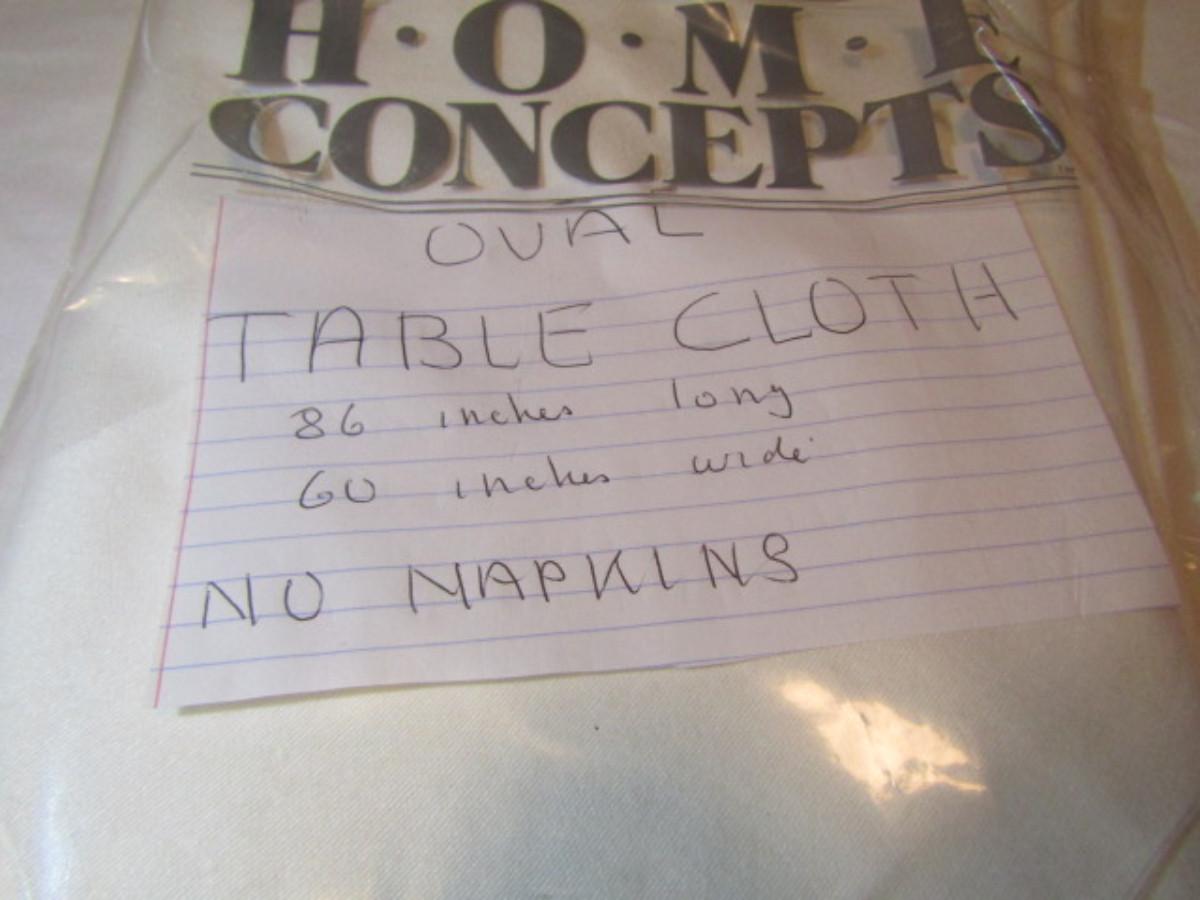 H·O·M·E
CONCEPTS
OVAL
TABLE CLOTH
86 inches long
60 inches wide
NO NAPKINS